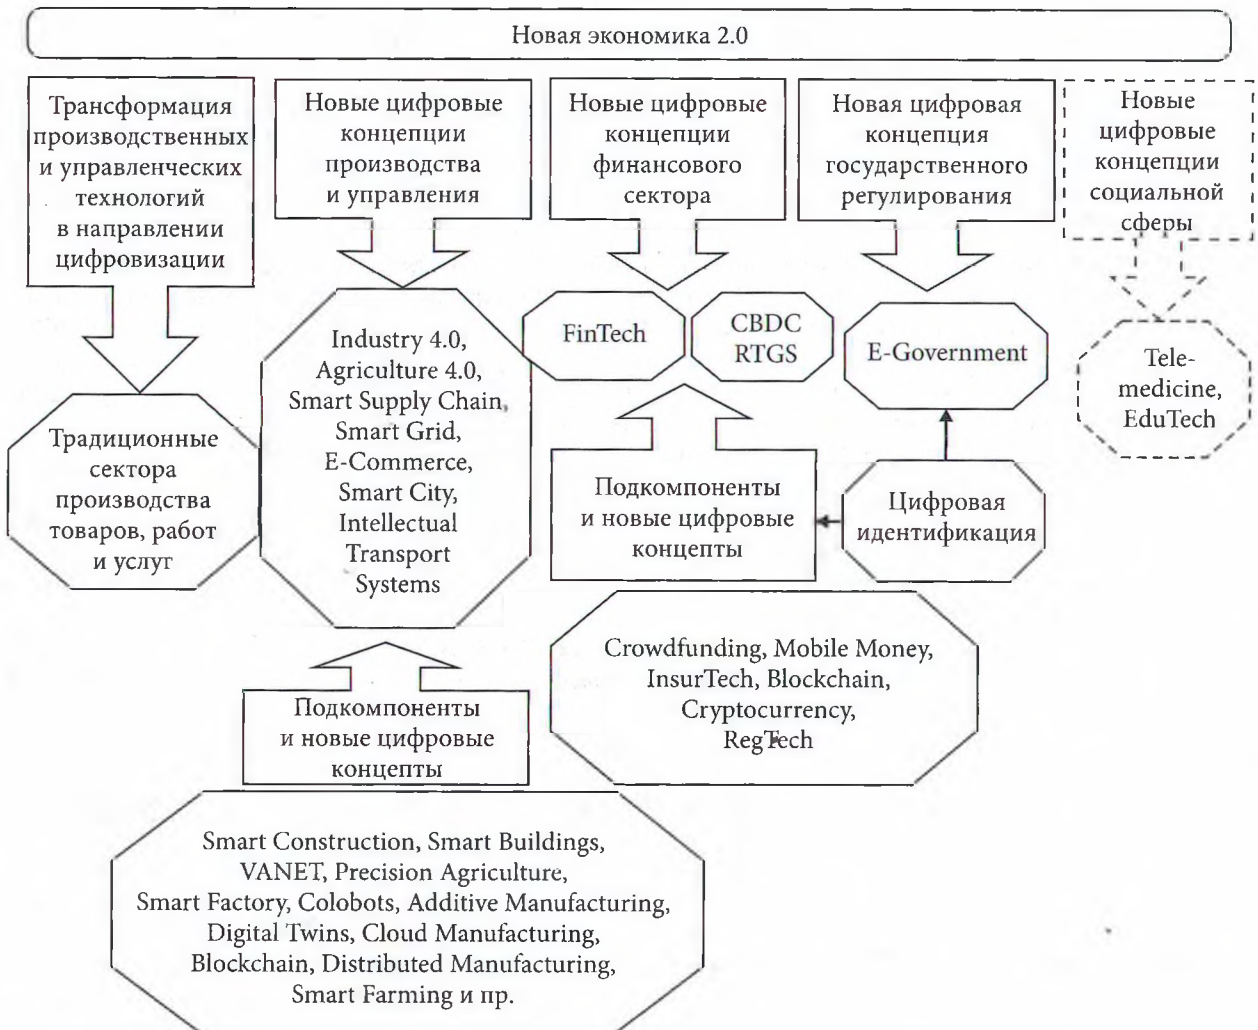 Новая экономика 2.0
Трансформация
производственных
и управленческих
технологий
в направлении
цифровизации
Новые цифровые
концепции
производства
и управления
Новые цифровые
концепции
финансового
сектора
Новая цифровая
концепция
государственного
регулирования
Новые
цифровые
концепции
социальной
сферы
Традиционные
сектора
производства
товаров, работ
и услуг
Industry 4.0,
Agriculture 4.0,
Smart Supply Chain,
Smart Grid,
E-Commerce,
Smart City,
Intellectual
Transport
Systems
FinTech
CBDC
RTGS
E-Government
Tele-
medicine,
EduTech
Подкомпоненты
и новые цифровые
концепты
Цифровая
идентификация
Crowdfunding, Mobile Money,
InsurTech, Blockchain,
Cryptocurrency,
RegTech
Подкомпоненты
и новые цифровые
концепты
Smart Construction, Smart Buildings,
VANET, Precision Agriculture,
Smart Factory, Colobots, Additive Manufacturing,
Digital Twins, Cloud Manufacturing,
Blockchain, Distributed Manufacturing,
Smart Farming и пр.